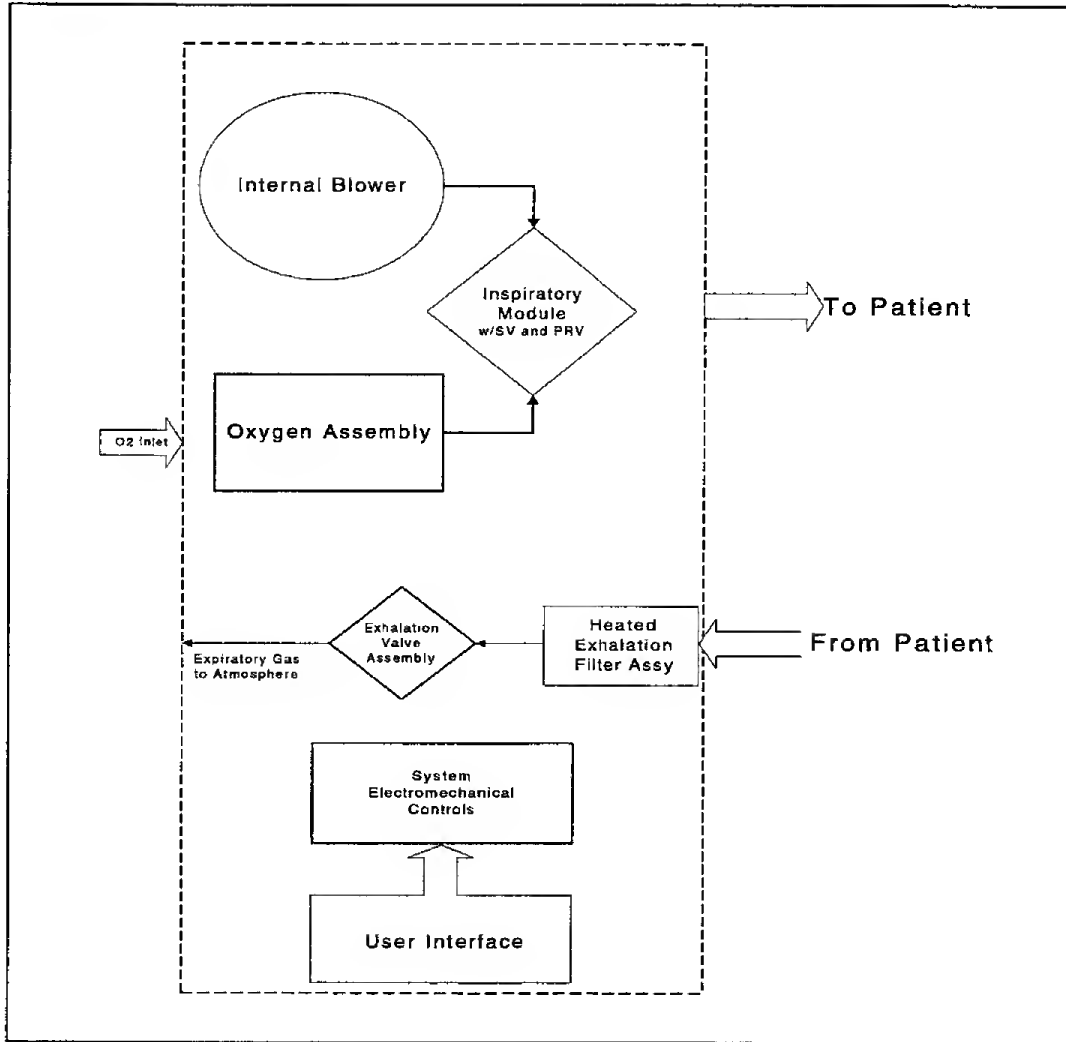 Internal Blower
Inspiratory
Module
w/SV and PRV
To Patient
Oxygen Assembly
O2 Inlet
Exhalation
Valve
Assembly
Heated
Exhalation
Filter Assy
From Patient
Expiratory Gas
to Atmosphere
System
Electromechanical
Controls
User Interface